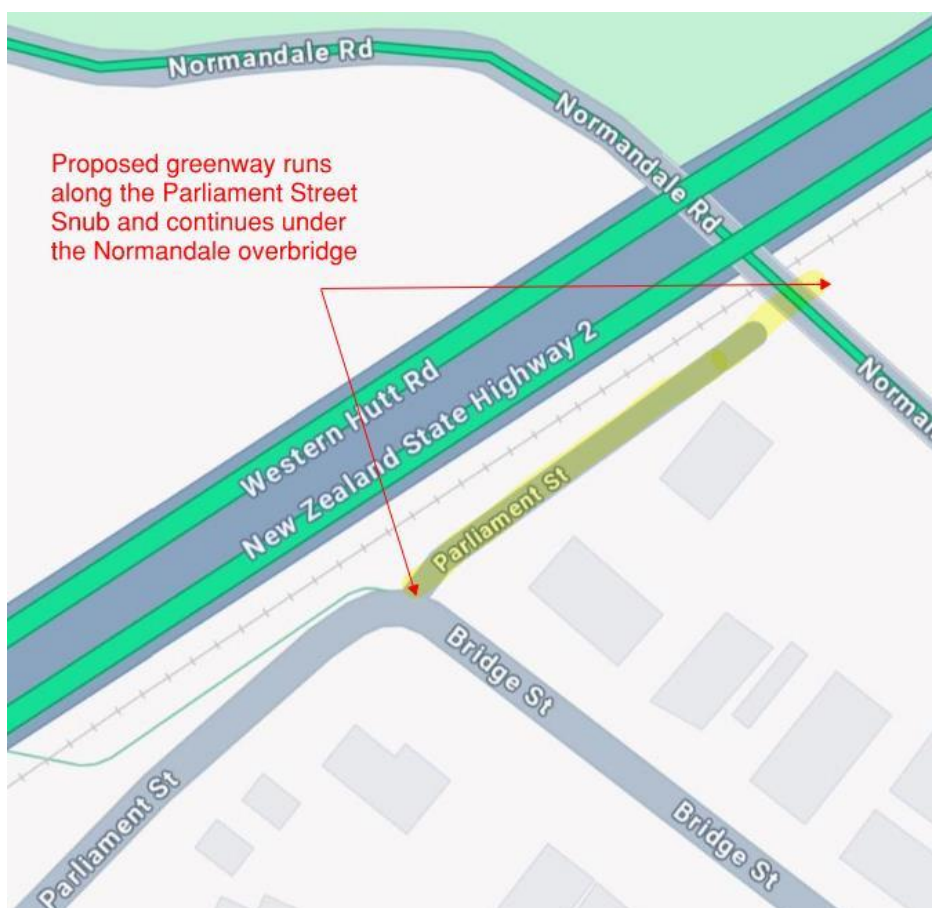 Normandale Rd
Normandale Rd
Proposed greenway runs
along the Parliament Street
Snub and continues under
the Normandale overbridge
Western Hutt Rd
New Zealand State Highway 2
Norman
Parliament St
Bridge St
Parliament St
Bridge St